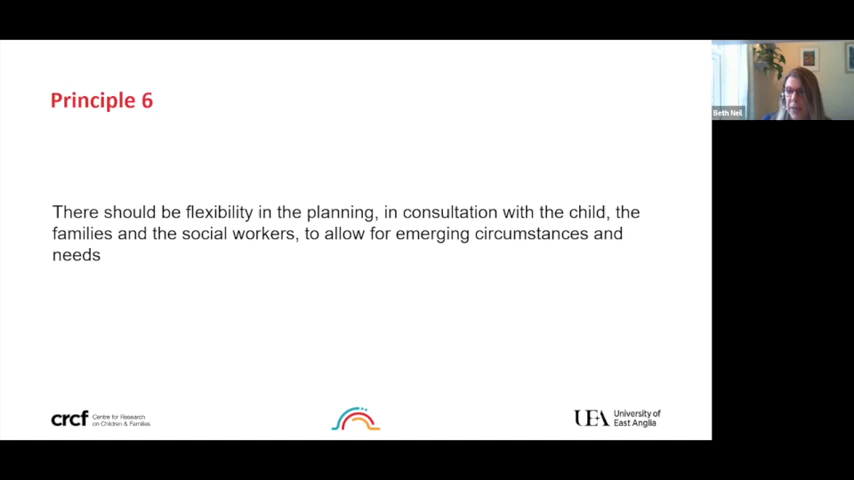 Principle 6
Beth Neil
There should be flexibility in the planning, in consultation with the child, the
families and the social workers, to allow for emerging circumstances and
needs
crcf
Centre for Research
on Children & Families
UEA
University of
East Anglia